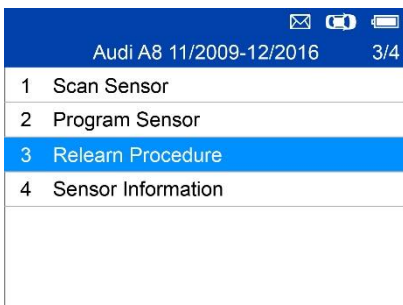 Audi A8 11/2009-12/2016 3/4
1 Scan Sensor
2 Program Sensor
3 Relearn Procedure
4 Sensor Information